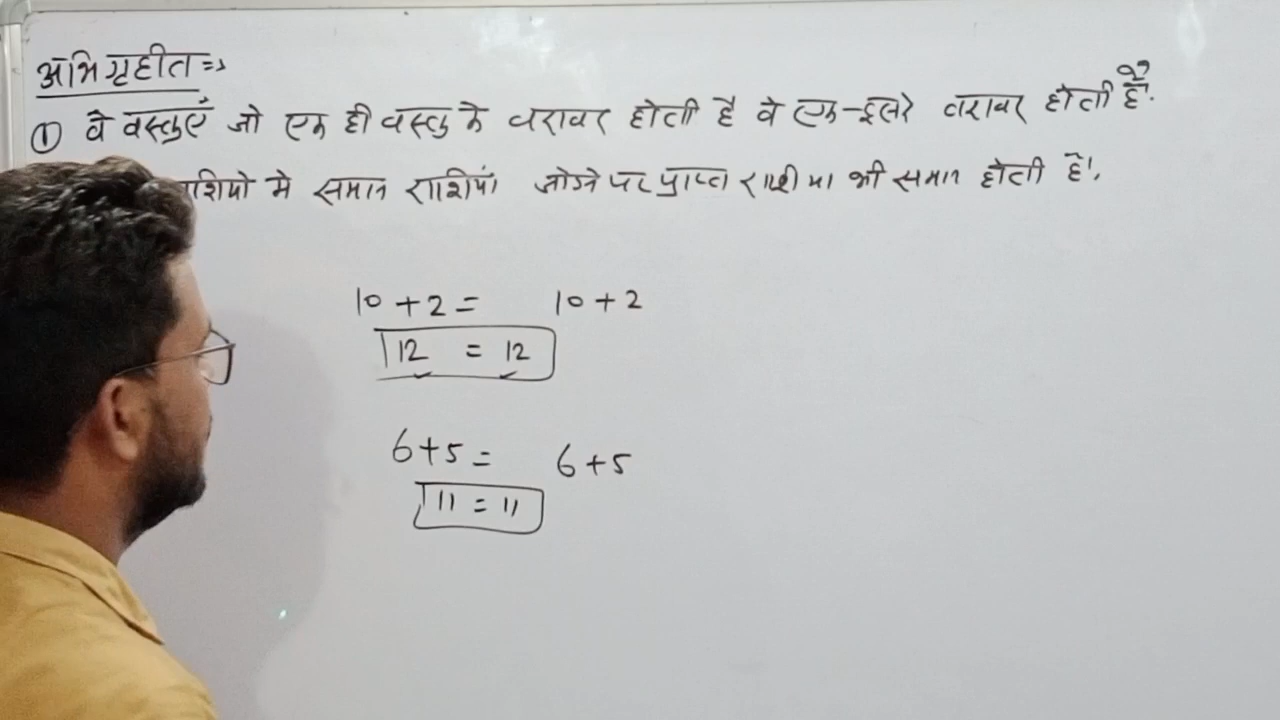 अभिगृहीत ⇒
① वे वस्तुएँ जो एक ही वस्तु के बराबर होती है वे एक-दूसरे बराबर होती हैं.
राशियो मे समान राशियां जोडने पर प्राप्त राशीया भी समान होती है.
10 + 2 = 10 + 2
12 = 12
6 + 5 = 6 + 5
11 = 11